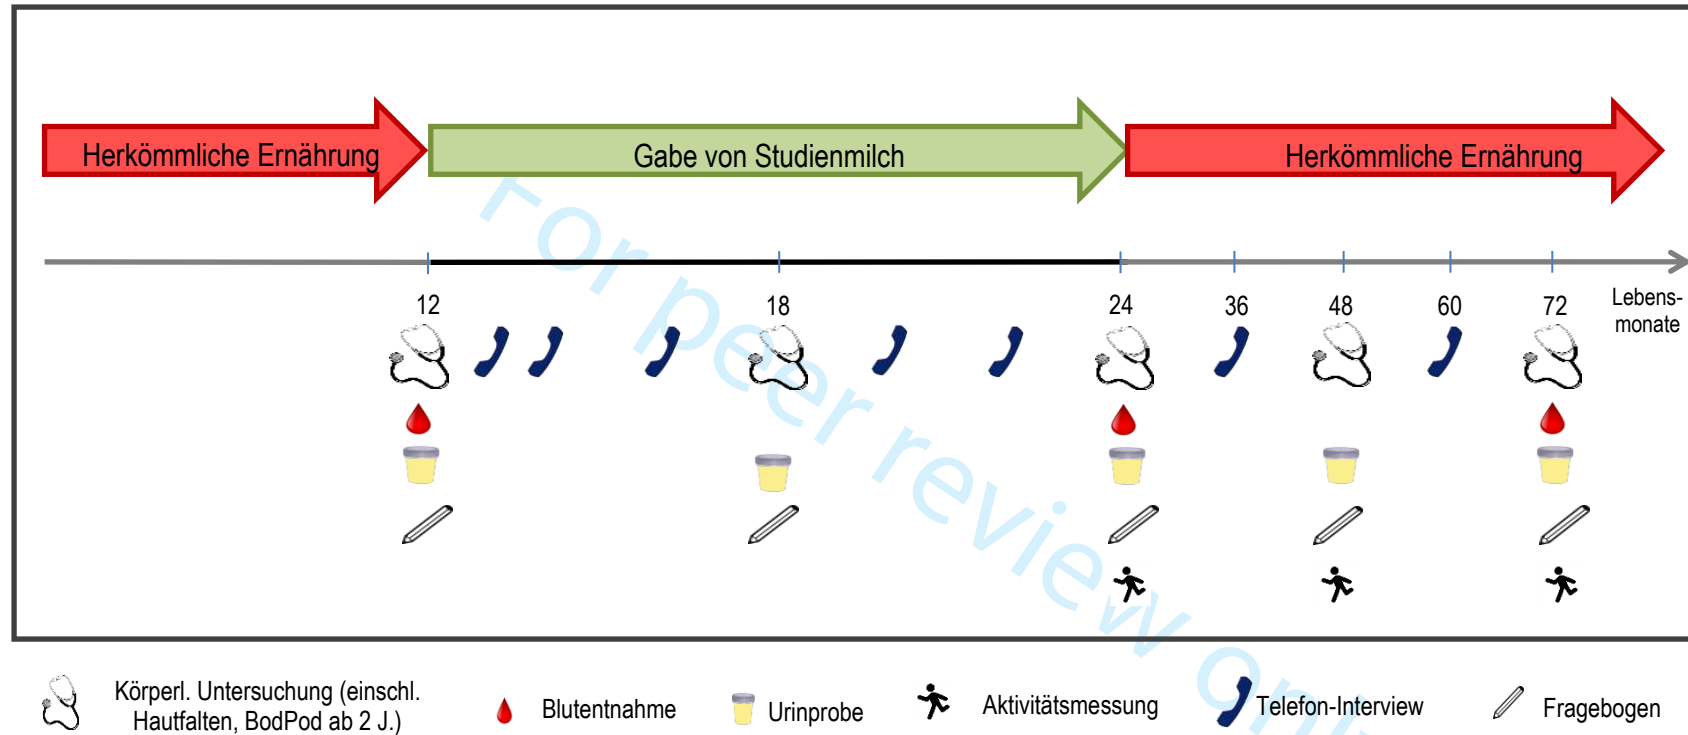 Herkömmliche Ernährung
Gabe von Studienmilch
Herkömmliche Ernährung
12
18
24
36
48
60
72
Lebens-
monate
For peer review only
Körperl. Untersuchung (einschl.
Hautfalten, BodPod ab 2 J.)
Blutentnahme
Urinprobe
Aktivitätsmessung
Telefon-Interview
Fragebogen